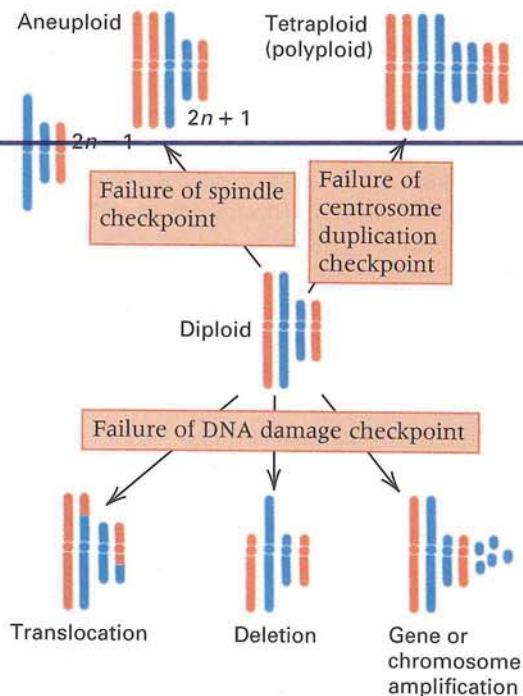 Aneuploid
Tetraploid
(polyploid)
2n + 1
2n − 1
Failure of spindle
checkpoint
Failure of
centrosome
duplication
checkpoint
Diploid
Failure of DNA damage checkpoint
Translocation
Deletion
Gene or
chromosome
amplification